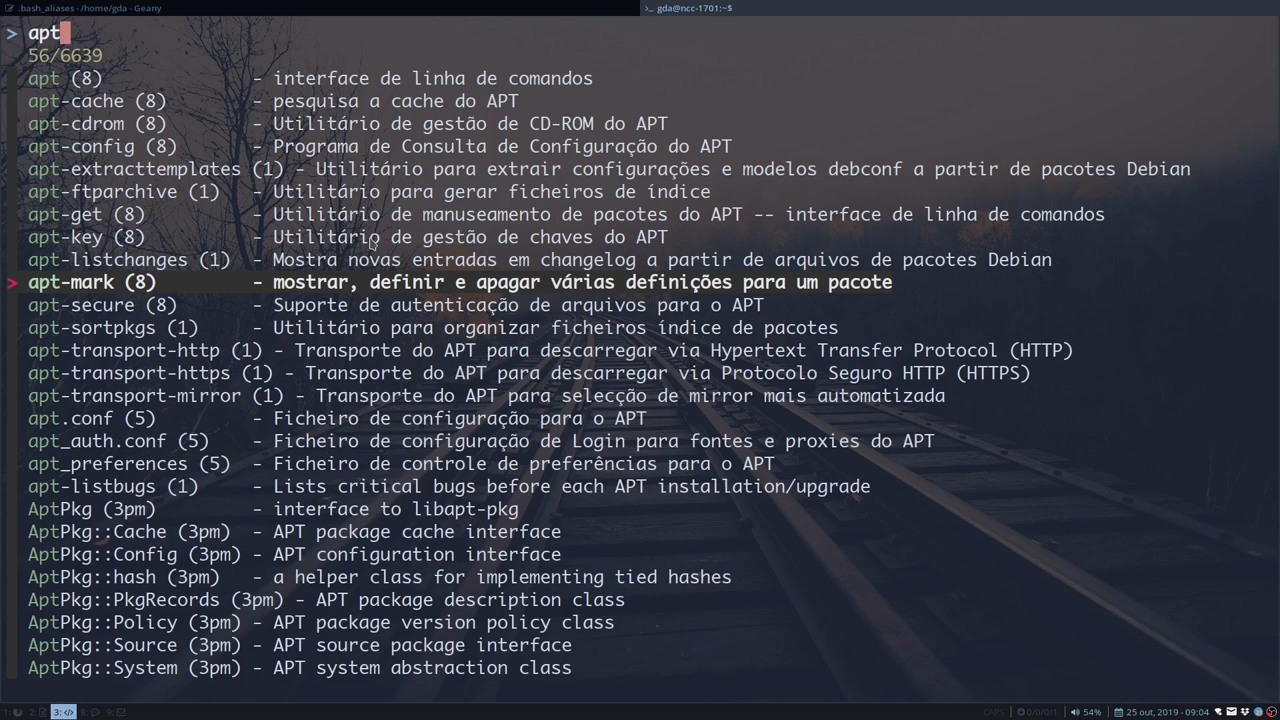 .bash_aliases - /home/gda - Geany
gda@ncc-1701:~$
> apt
56/6639
apt (8) - interface de linha de comandos
apt-cache (8) - pesquisa a cache do APT
apt-cdrom (8) - Utilitário de gestão de CD-ROM do APT
apt-config (8) - Programa de Consulta de Configuração do APT
apt-extracttemplates (1) - Utilitário para extrair configurações e modelos debconf a partir de pacotes Debian
apt-ftparchive (1) - Utilitário para gerar ficheiros de índice
apt-get (8) - Utilitário de manuseamento de pacotes do APT -- interface de linha de comandos
apt-key (8) - Utilitário de gestão de chaves do APT
apt-listchanges (1) - Mostra novas entradas em changelog a partir de arquivos de pacotes Debian
> apt-mark (8) - mostrar, definir e apagar várias definições para um pacote
apt-secure (8) - Suporte de autenticação de arquivos para o APT
apt-sortpkgs (1) - Utilitário para organizar ficheiros índice de pacotes
apt-transport-http (1) - Transporte do APT para descarregar via Hypertext Transfer Protocol (HTTP)
apt-transport-https (1) - Transporte do APT para descarregar via Protocolo Seguro HTTP (HTTPS)
apt-transport-mirror (1) - Transporte do APT para selecção de mirror mais automatizada
apt.conf (5) - Ficheiro de configuração para o APT
apt_auth.conf (5) - Ficheiro de configuração de Login para fontes e proxies do APT
apt_preferences (5) - Ficheiro de controle de preferências para o APT
apt-listbugs (1) - Lists critical bugs before each APT installation/upgrade
AptPkg (3pm) - interface to libapt-pkg
AptPkg::Cache (3pm) - APT package cache interface
AptPkg::Config (3pm) - APT configuration interface
AptPkg::hash (3pm) - a helper class for implementing tied hashes
AptPkg::PkgRecords (3pm) - APT package description class
AptPkg::Policy (3pm) - APT package version policy class
AptPkg::Source (3pm) - APT source package interface
AptPkg::System (3pm) - APT system abstraction class
1: 2: 3: </> 8: 9: CAPS 0/0/0/1 54% 25 out, 2019 - 09:04